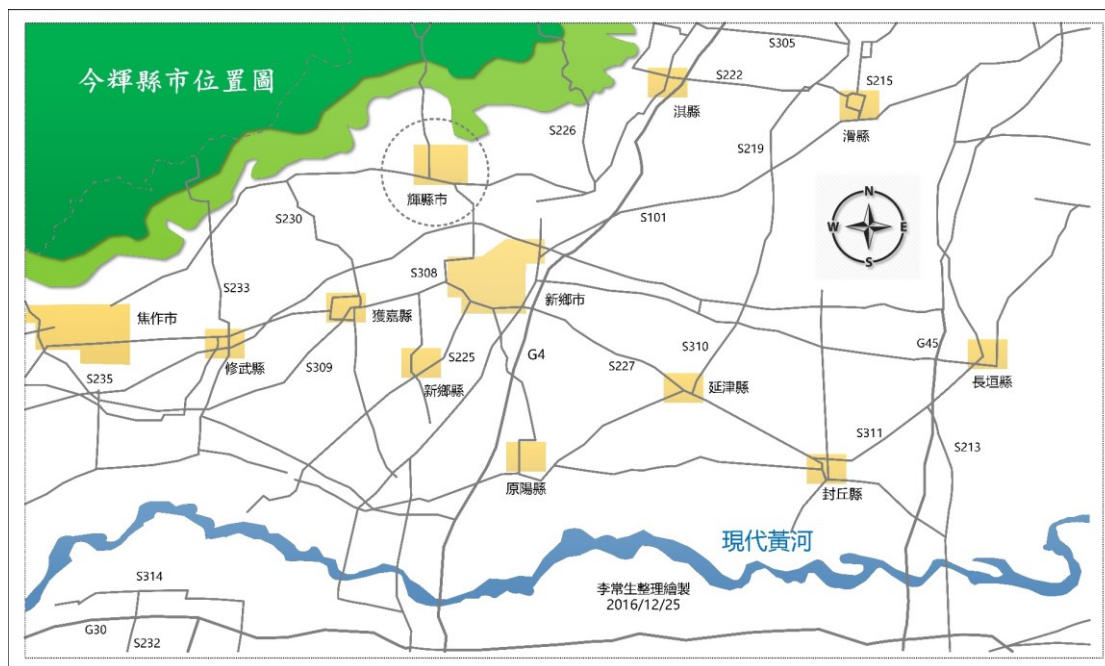 今輝縣市位置圖
S305
S222
S215
淇縣
滑縣
S226
S219
輝縣市
N
W
E
S
S230
S101
S308
S233
新鄉市
獲嘉縣
焦作市
G4
S310
G45
S225
S227
修武縣
S309
新鄉縣
延津縣
長垣縣
S235
S311
S213
原陽縣
封丘縣
現代黃河
S314
李常生整理繪製
2016/12/25
G30
S232